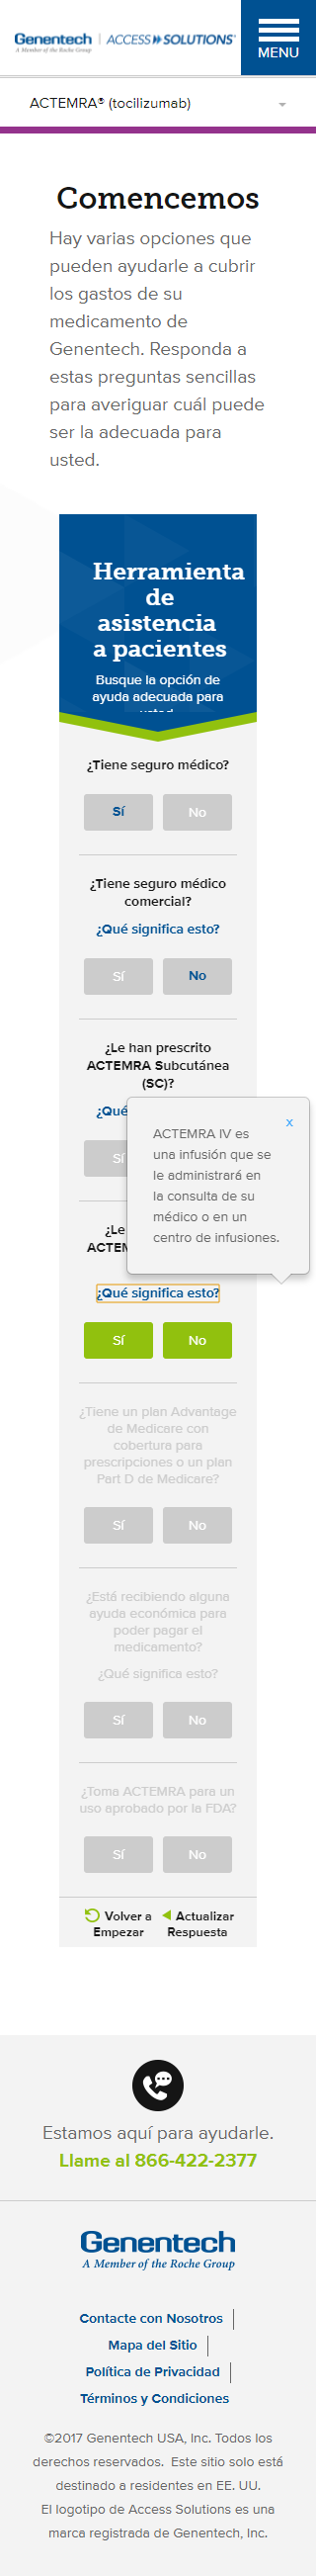 Genentech
A Member of the Roche Group
ACCESS SOLUTIONS®
MENU
ACTEMRA® (tocilizumab)
Comencemos
Hay varias opciones que
pueden ayudarle a cubrir
los gastos de su
medicamento de
Genentech. Responda a
estas preguntas sencillas
para averiguar cuál puede
ser la adecuada para
usted.
Herramienta
de
asistencia
a pacientes
Busque la opción de
ayuda adecuada para
¿Tiene seguro médico?
Sí No
¿Tiene seguro médico
comercial?
¿Qué significa esto?
Sí No
¿Le han prescrito
ACTEMRA Subcutánea
(SC)?
¿Qu
Sí
x
ACTEMRA IV es
una infusión que se
le administrará en
la consulta de su
médico o en un
centro de infusiones.
¿Le
ACTEM
¿Qué significa esto?
Sí No
¿Tiene un plan Advantage
de Medicare con
cobertura para
prescripciones o un plan
Part D de Medicare?
Sí No
¿Está recibiendo alguna
ayuda económica para
poder pagar el
medicamento?
¿Qué significa esto?
Sí No
¿Toma ACTEMRA para un
uso aprobado por la FDA?
Sí No
Volver a
Empezar
Actualizar
Respuesta
Estamos aquí para ayudarle.
Llame al 866-422-2377
Genentech
A Member of the Roche Group
Contacte con Nosotros
Mapa del Sitio
Política de Privacidad
Términos y Condiciones
©2017 Genentech USA, Inc. Todos los
derechos reservados. Este sitio solo está
destinado a residentes en EE. UU.
El logotipo de Access Solutions es una
marca registrada de Genentech, Inc.